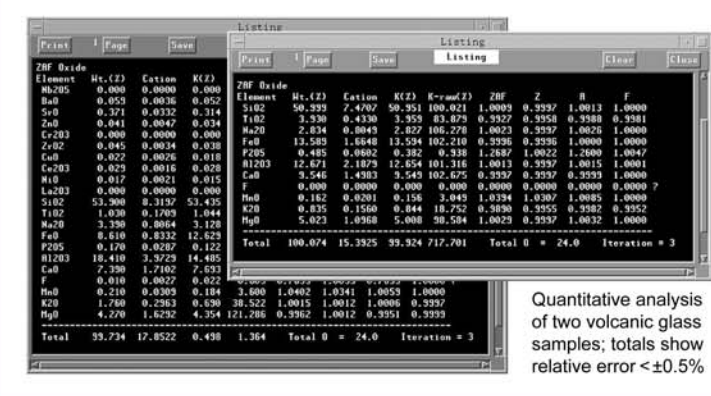 Listing
Print Page Save
ZAF Oxide
Element Wt.(%) Cation K(%)
Nb2O5 0.000 0.0000 0.000
BaO 0.059 0.0036 0.052
SrO 0.371 0.0332 0.314
ZnO 0.041 0.0047 0.034
Cr2O3 0.000 0.0000 0.000
ZrO2 0.045 0.0034 0.038
CuO 0.022 0.0026 0.018
Ce2O3 0.029 0.0016 0.028
NiO 0.017 0.0021 0.015
La2O3 0.000 0.0000 0.000
SiO2 53.900 8.3197 53.435
TiO2 1.030 0.1709 1.044
Na2O 3.390 0.8064 3.128
FeO 8.610 0.8332 12.629
P2O5 0.170 0.0287 0.122
Al2O3 18.410 3.9729 14.485
CaO 7.390 1.7102 7.693
F 0.010 0.0027 0.022
MnO 0.210 0.0309 0.184 3.600 1.0402 1.0341 1.0059 1.0000
K2O 1.760 0.2963 0.690 38.522 1.0015 1.0012 1.0006 0.9997
MgO 4.270 1.6292 4.354 121.286 0.9962 1.0012 0.9951 0.9999
Total 99.734 17.8522 0.498 1.364 Total O = 24.0 Iteration = 3
Listing
Print Page Save Listing Clear Close
ZAF Oxide
Element Wt.(%) Cation K(%) K-raw(%) ZAF Z A F
SiO2 50.999 7.4707 50.951 100.021 1.0009 0.9997 1.0013 1.0000
TiO2 3.930 0.4330 3.959 83.879 0.9927 0.9958 0.9988 0.9981
Na2O 2.834 0.8049 2.827 106.278 1.0023 0.9997 1.0026 1.0000
FeO 13.589 1.6648 13.594 102.210 0.9996 0.9996 1.0000 1.0000
P2O5 0.485 0.0602 0.382 0.938 1.2687 1.0022 1.2600 1.0047
Al2O3 12.671 2.1879 12.654 101.316 1.0013 0.9997 1.0015 1.0001
CaO 9.546 1.4983 9.549 102.675 0.9997 0.9997 0.9999 1.0000
F 0.000 0.0000 0.000 0.000 0.0000 0.0000 0.0000 0.0000 ?
MnO 0.162 0.0201 0.156 3.049 1.0394 1.0307 1.0085 1.0000
K2O 0.835 0.1560 0.844 18.752 0.9890 0.9955 0.9982 0.9952
MgO 5.023 1.0968 5.008 98.584 1.0029 0.9997 1.0032 1.0000
Total 100.074 15.3925 99.924 717.701 Total O = 24.0 Iteration = 3
Quantitative analysis
of two volcanic glass
samples; totals show
relative error <±0.5%